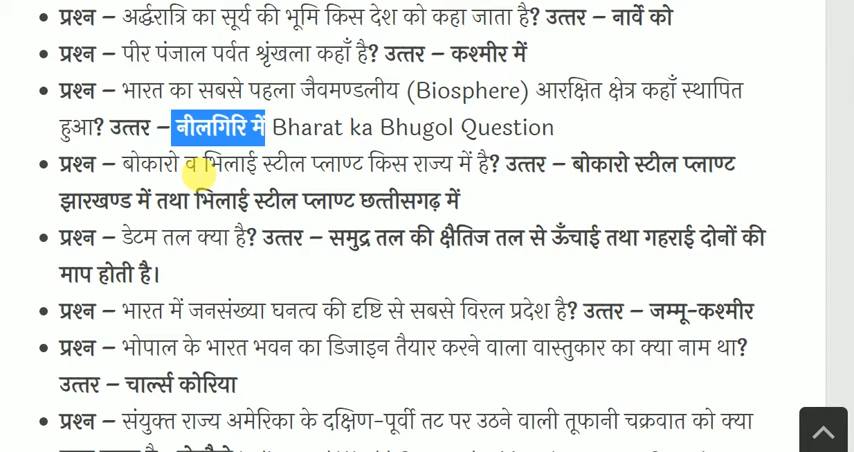 प्रश्न – अर्द्धरात्रि का सूर्य की भूमि किस देश को कहा जाता है? उत्तर – नार्वे को
प्रश्न – पीर पंजाल पर्वत श्रृंखला कहाँ है? उत्तर – कश्मीर में
प्रश्न – भारत का सबसे पहला जैवमण्डलीय (Biosphere) आरक्षित क्षेत्र कहाँ स्थापित
हुआ? उत्तर – नीलगिरि में Bharat ka Bhugol Question
प्रश्न – बोकारो व भिलाई स्टील प्लाण्ट किस राज्य में है? उत्तर – बोकारो स्टील प्लाण्ट
झारखण्ड में तथा भिलाई स्टील प्लाण्ट छत्तीसगढ़ में
प्रश्न – डेटम तल क्या है? उत्तर – समुद्र तल की क्षैतिज तल से ऊँचाई तथा गहराई दोनों की
माप होती है।
प्रश्न – भारत में जनसंख्या घनत्व की दृष्टि से सबसे विरल प्रदेश है? उत्तर – जम्मू-कश्मीर
प्रश्न – भोपाल के भारत भवन का डिजाइन तैयार करने वाला वास्तुकार का क्या नाम था?
उत्तर – चार्ल्स कोरिया
प्रश्न – संयुक्त राज्य अमेरिका के दक्षिण-पूर्वी तट पर उठने वाली तूफानी चक्रवात को क्या